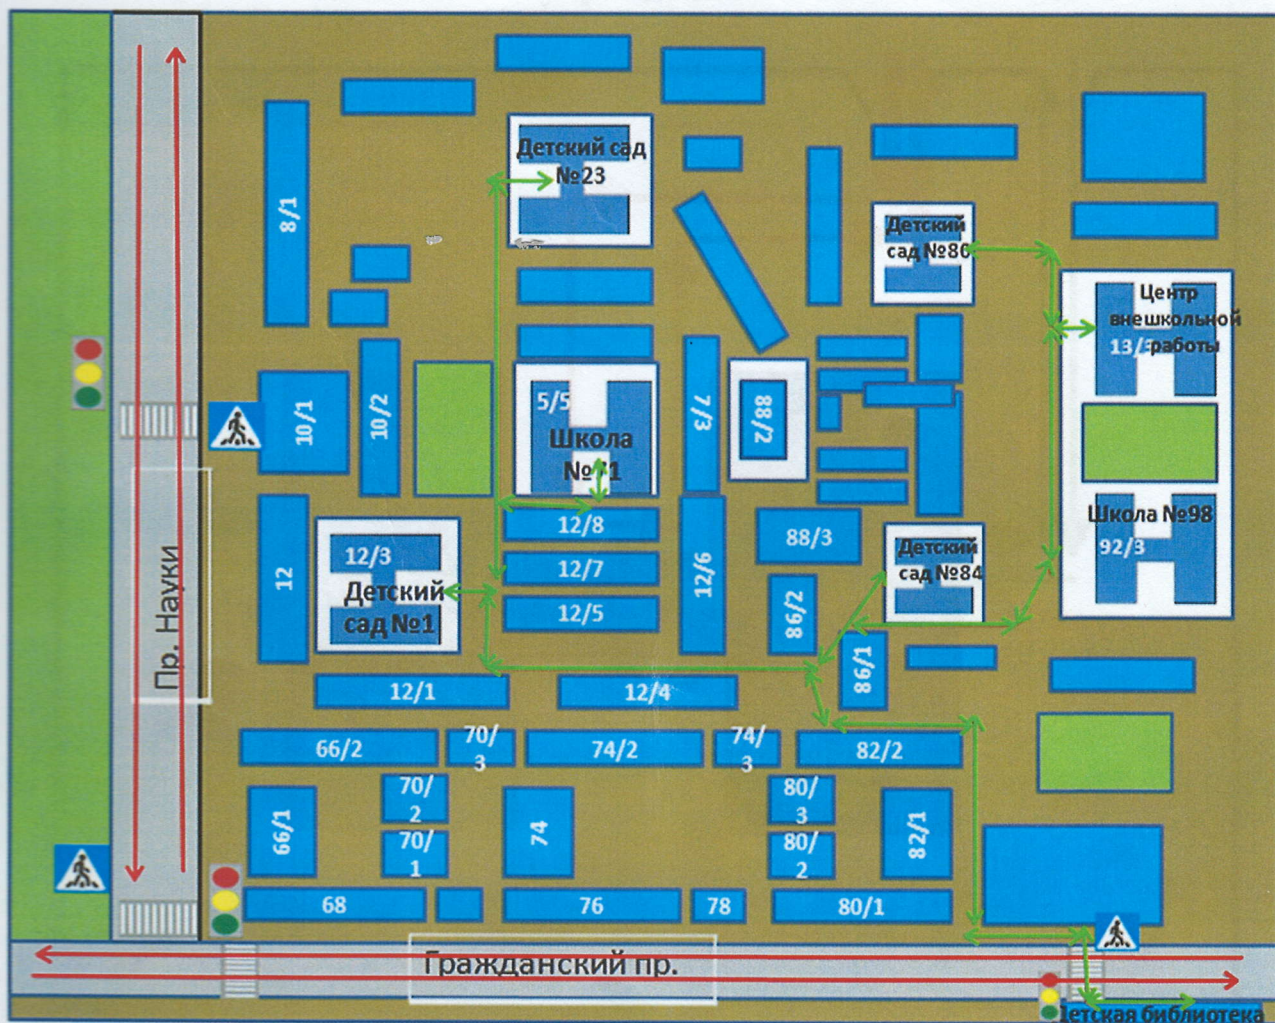 Детский сад
№23
8/1
Детский
сад №86
Центр
внешкольной
работы
13/
10/1
10/2
5/5
Школа
7/3
88/2
Школа №98
92/3
12/8
12/7
12/5
12/6
88/3
86/2
Детский
сад №84
12
12/3
Детский
сад №1
Пр. Науки
12/1
12/4
86/1
66/2
70/
3
74/2
74/
3
82/2
66/1
70/
2
70/
1
74
80/
3
80/
2
82/1
68
76
78
80/1
Гражданский пр.
Детская библиотека